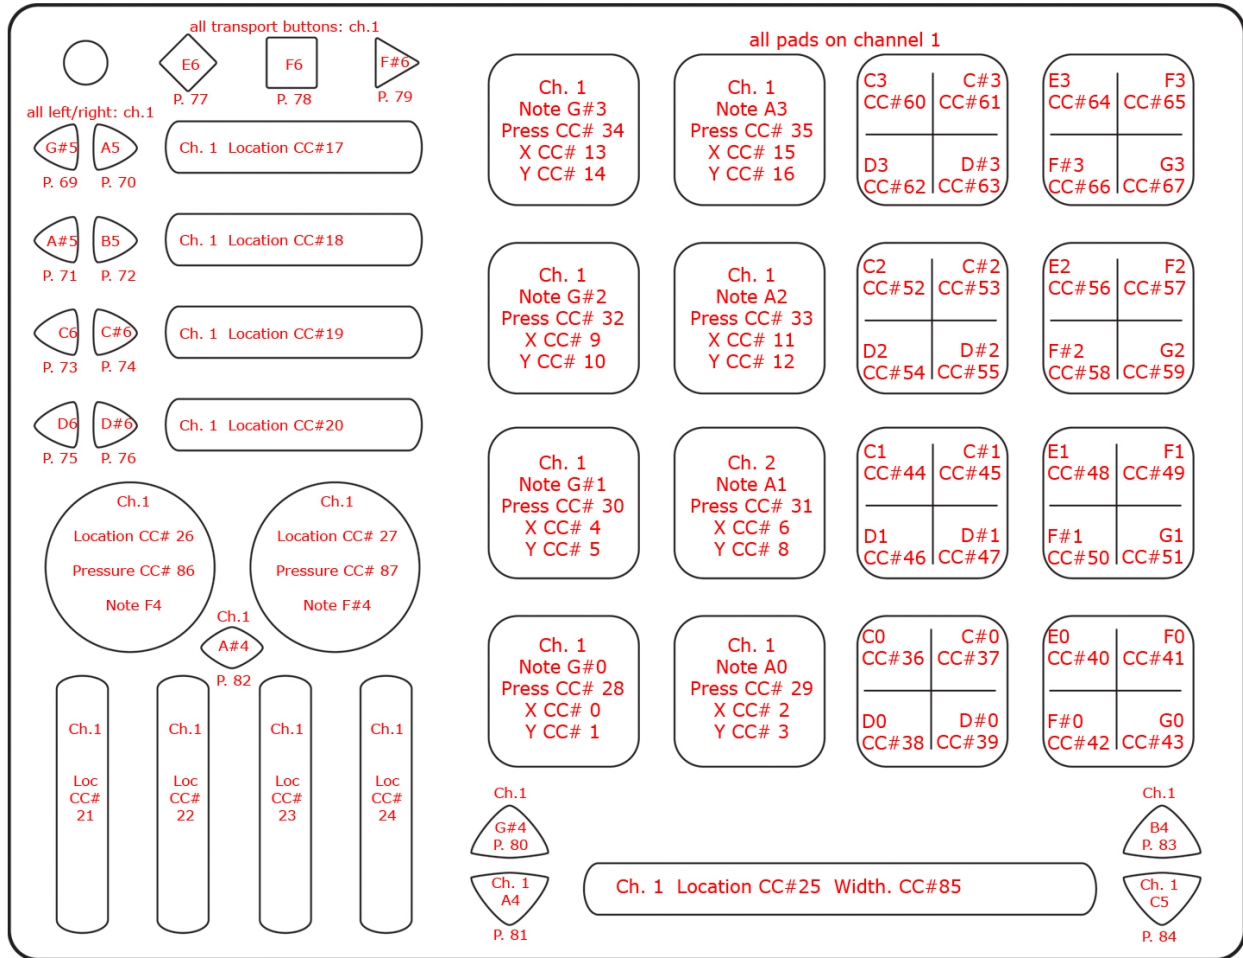 all transport buttons: ch.1
E6
F6
F#6
P. 77
P. 78
P. 79
all left/right: ch.1
G#5
A5
P. 69
P. 70
Ch. 1  Location CC#17
A#5
B5
P. 71
P. 72
Ch. 1  Location CC#18
C6
C#6
P. 73
P. 74
Ch. 1  Location CC#19
D6
D#6
P. 75
P. 76
Ch. 1  Location CC#20
Ch.1
Location CC# 26
Pressure CC# 86
Note F4
Ch.1
Location CC# 27
Pressure CC# 87
Note F#4
Ch.1
A#4
P. 82
Ch.1
Loc
CC#
21
Ch.1
Loc
CC#
22
Ch.1
Loc
CC#
23
Ch.1
Loc
CC#
24
all pads on channel 1
Ch. 1
Note G#3
Press CC# 34
X CC# 13
Y CC# 14
Ch. 1
Note A3
Press CC# 35
X CC# 15
Y CC# 16
C3
CC#60
C#3
CC#61
D3
CC#62
D#3
CC#63
E3
CC#64
F3
CC#65
F#3
CC#66
G3
CC#67
Ch. 1
Note G#2
Press CC# 32
X CC# 9
Y CC# 10
Ch. 1
Note A2
Press CC# 33
X CC# 11
Y CC# 12
C2
CC#52
C#2
CC#53
D2
CC#54
D#2
CC#55
E2
CC#56
F2
CC#57
F#2
CC#58
G2
CC#59
Ch. 1
Note G#1
Press CC# 30
X CC# 4
Y CC# 5
Ch. 2
Note A1
Press CC# 31
X CC# 6
Y CC# 8
C1
CC#44
C#1
CC#45
D1
CC#46
D#1
CC#47
E1
CC#48
F1
CC#49
F#1
CC#50
G1
CC#51
Ch. 1
Note G#0
Press CC# 28
X CC# 0
Y CC# 1
Ch. 1
Note A0
Press CC# 29
X CC# 2
Y CC# 3
C0
CC#36
C#0
CC#37
D0
CC#38
D#0
CC#39
E0
CC#40
F0
CC#41
F#0
CC#42
G0
CC#43
Ch.1
G#4
P. 80
Ch. 1
A4
P. 81
Ch. 1  Location CC#25  Width. CC#85
Ch.1
B4
P. 83
Ch. 1
C5
P. 84